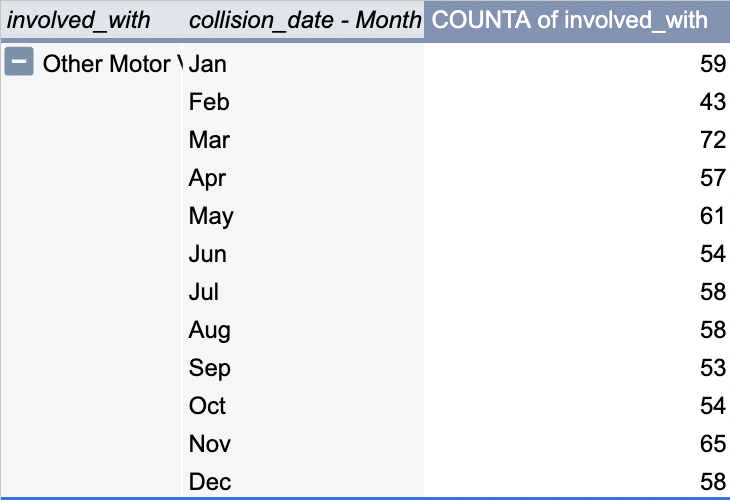 involved_with collision_date - Month COUNTA of involved_with
Other Motor Jan 59
Feb 43
Mar 72
Apr 57
May 61
Jun 54
Jul 58
Aug 58
Sep 53
Oct 54
Nov 65
Dec 58